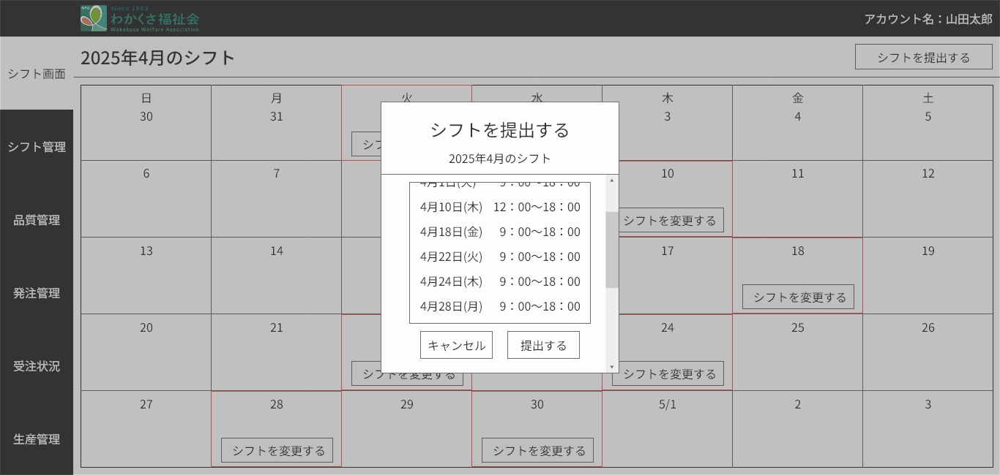 NPO
since 1983
わかくさ福祉会
Wakakusa Welfare Association
アカウント名：山田太郎
シフト画面
シフト管理
品質管理
発注管理
受注状況
生産管理
2025年4月のシフト
シフトを提出する
日 月 火 水 木 金 土
30 31 3 4 5
シフ
6 7 10 11 12
シフトを変更する
13 14 17 18 19
シフトを変更する
20 21 24 25 26
シフトを変更する シフトを変更する
27 28 29 30 5/1 2 3
シフトを変更する シフトを変更する
シフトを提出する
2025年4月のシフト
4月1日(火) 9：00～18：00
4月10日(木) 12：00～18：00
4月18日(金) 9：00～18：00
4月22日(火) 9：00～18：00
4月24日(木) 9：00～18：00
4月28日(月) 9：00～18：00
キャンセル 提出する